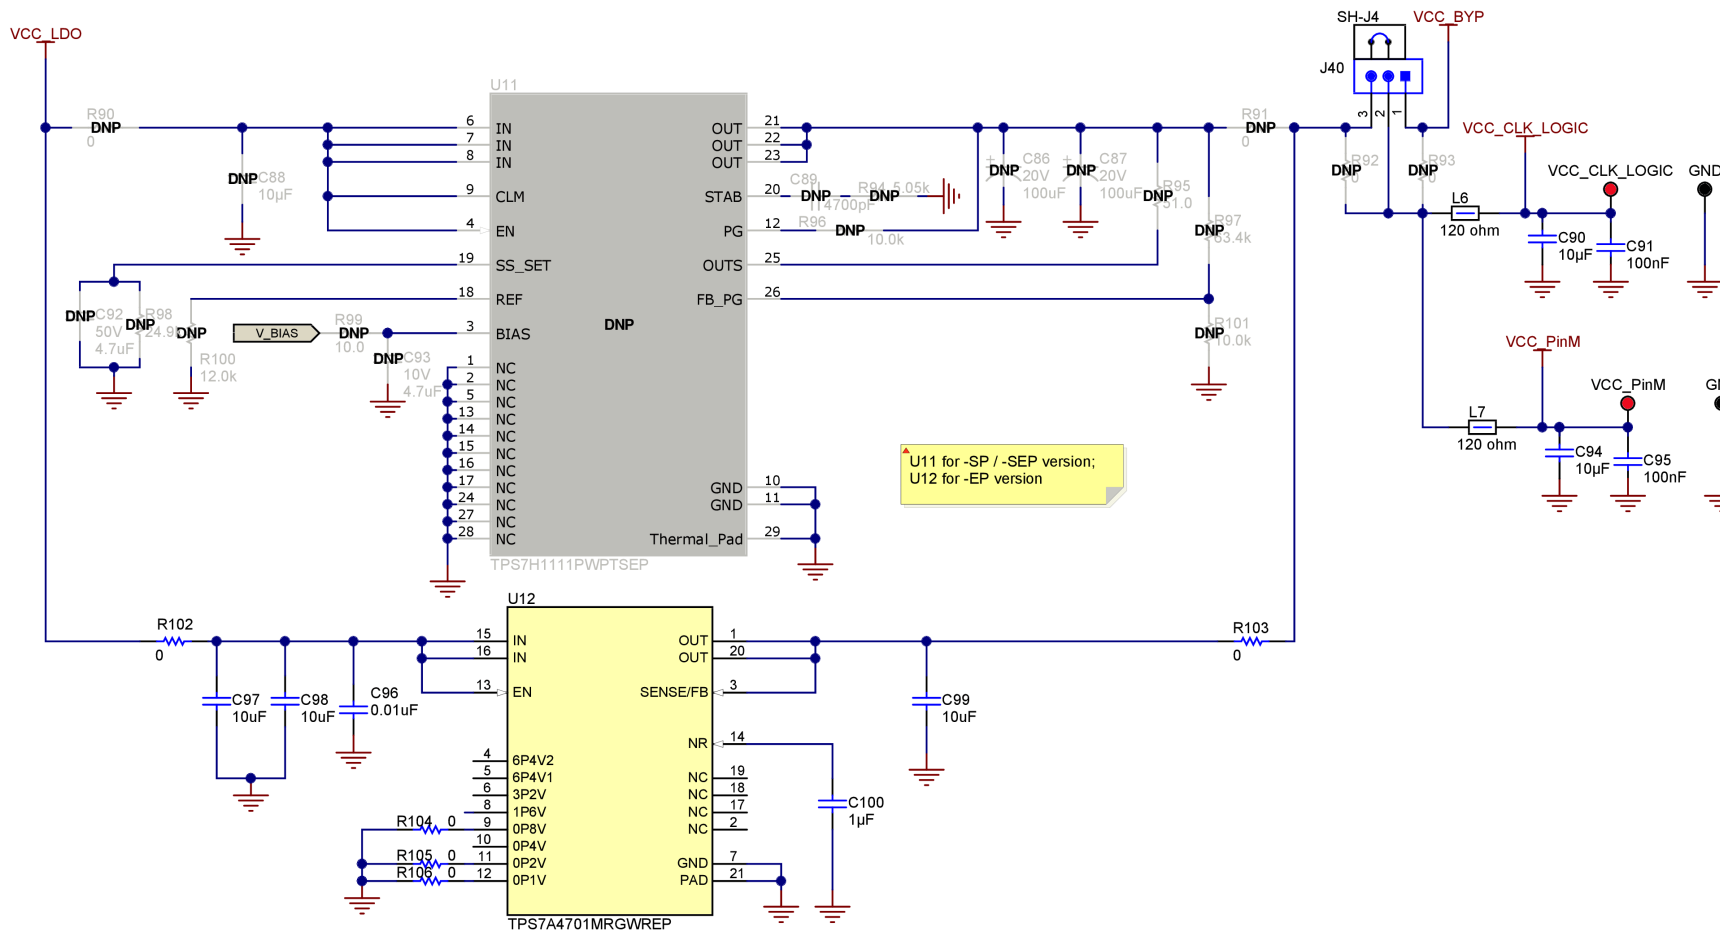 SH-J4
VCC_BYP
VCC_LDO
J40
3
2
1
U11
R90
DNP
0
R91
DNP
0
VCC_CLK_LOGIC
6
IN
7
IN
8
IN
9
CLM
4
EN
19
SS_SET
18
REF
3
BIAS
1
NC
2
NC
5
NC
13
NC
14
NC
15
NC
16
NC
17
NC
24
NC
27
NC
28
NC
OUT
21
OUT
22
OUT
23
STAB
20
PG
12
OUTS
25
FB_PG
26
DNP
GND
10
GND
11
Thermal_Pad
29
TPS7H1111PWPTSEP
DNP
C88
10µF
C89
DNP
4700pF
R94
5.05k
DNP
R96
DNP
10.0k
DNP
C86
20V
100uF
DNP
C87
20V
100uF
DNP
R95
51.0
R97
DNP
R101
DNP
10.0k
R92
DNP
0
R93
DNP
0
VCC_CLK_LOGIC
GND
L6
120 ohm
C90
10µF
C91
100nF
DNP
C92
50V
4.7uF
R98
DNP
DNP
R100
12.0k
V_BIAS
R99
DNP
10.0
DNP
C93
10V
4.7uF
VCC_PinM
VCC_PinM
L7
120 ohm
C94
10µF
C95
100nF
U11 for -SP / -SEP version;
U12 for -EP version
U12
R102
0
R103
0
15
IN
16
IN
13
EN
4
6P4V2
5
6P4V1
6
3P2V
8
1P6V
9
0P8V
10
0P4V
11
0P2V
12
0P1V
OUT
1
OUT
20
SENSE/FB
3
NR
14
NC
19
NC
18
NC
17
NC
2
GND
7
PAD
21
TPS7A4701MRGWREP
C97
10uF
C98
10uF
C96
0.01uF
C99
10uF
C100
1µF
R104
0
R105
0
R106
0